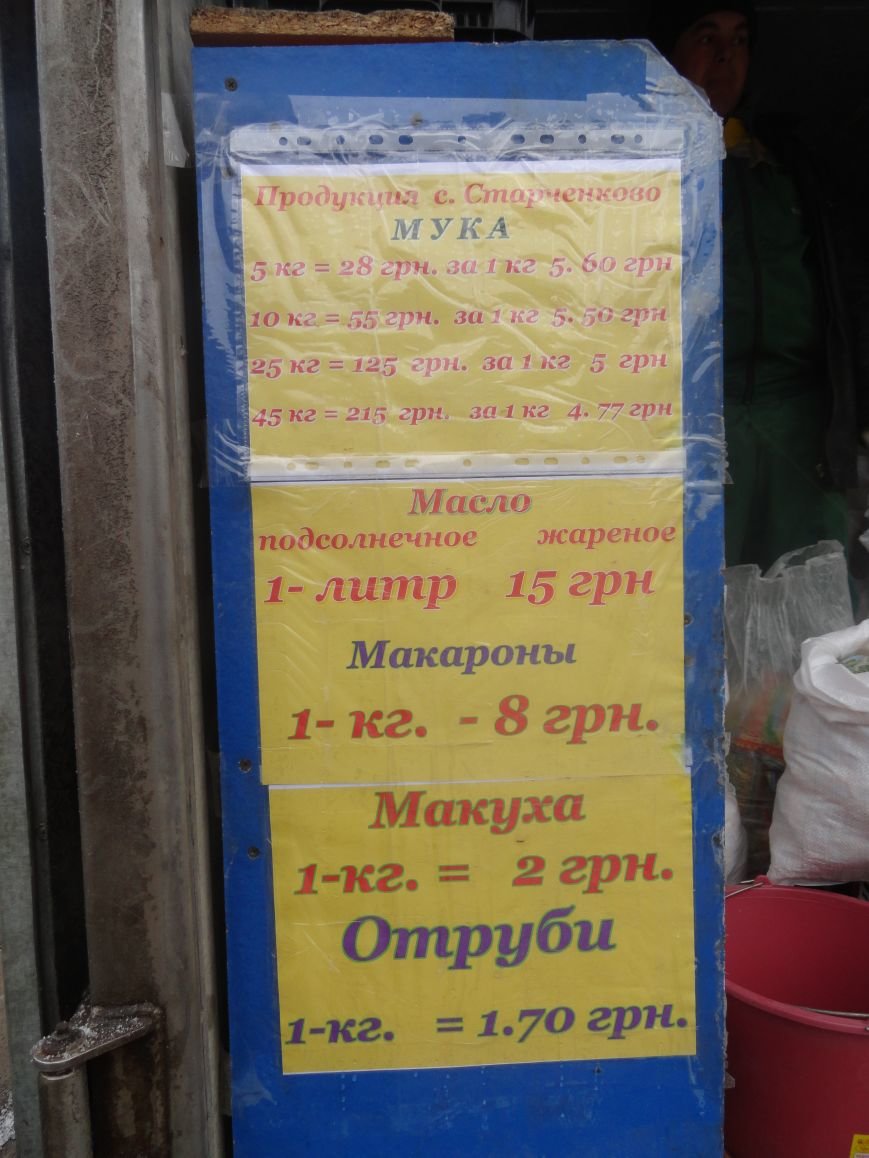 Продукция с. Старченково
МУКА
5 кг = 28 грн. за 1 кг 5. 60 грн
10 кг = 55 грн. за 1 кг 5. 50 грн
25 кг = 125 грн. за 1 кг 5 грн
45 кг = 215 грн. за 1 кг 4. 77 грн
Масло
подсолнечное жареное
1- литр 15 грн
Макароны
1- кг. - 8 грн.
Макуха
1-кг. = 2 грн.
Отруби
1-кг. = 1.70 грн.